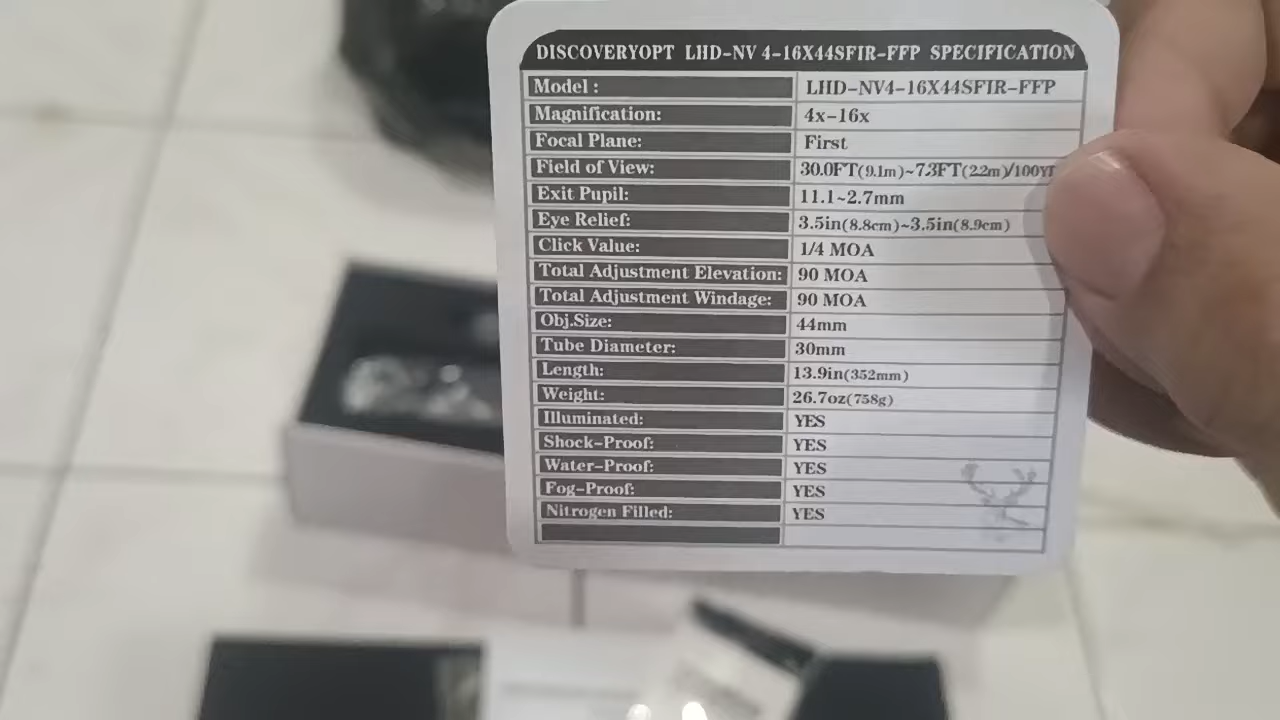 DISCOVERYOPT LHD-NV 4-16X44SFIR-FFP SPECIFICATION
Model : LHD-NV4-16X44SFIR-FFP
Magnification: 4x-16x
Focal Plane: First
Field of View: 30.0FT(9.1m)~7.3FT(2.2m)/100Y
Exit Pupil: 11.1~2.7mm
Eye Relief: 3.5in(8.8cm)~3.5in(8.9cm)
Click Value: 1/4 MOA
Total Adjustment Elevation: 90 MOA
Total Adjustment Windage: 90 MOA
Obj.Size: 44mm
Tube Diameter: 30mm
Length: 13.9in(352mm)
Weight: 26.7oz(758g)
Illuminated: YES
Shock-Proof: YES
Water-Proof: YES
Fog-Proof: YES
Nitrogen Filled: YES